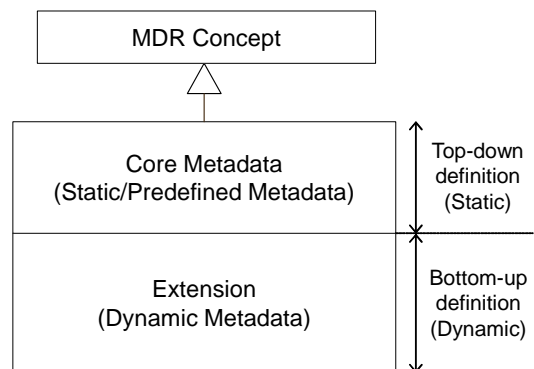 MDR Concept
Core Metadata
(Static/Predefined Metadata)
Top-down
definition
(Static)
Extension
(Dynamic Metadata)
Bottom-up
definition
(Dynamic)